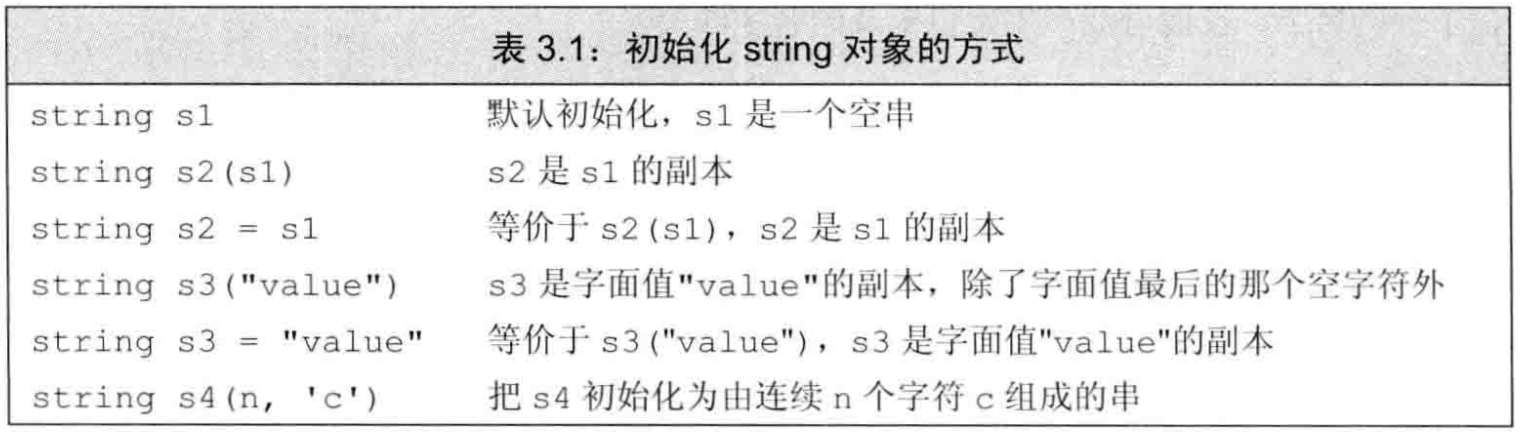 表 3.1：初始化 string 对象的方式
string s1 默认初始化，s1 是一个空串
string s2(s1) s2 是 s1 的副本
string s2 = s1 等价于 s2(s1)，s2 是 s1 的副本
string s3("value") s3 是字面值"value"的副本，除了字面值最后的那个空字符外
string s3 = "value" 等价于 s3("value")，s3 是字面值"value"的副本
string s4(n, 'c') 把 s4 初始化为由连续 n 个字符 c 组成的串